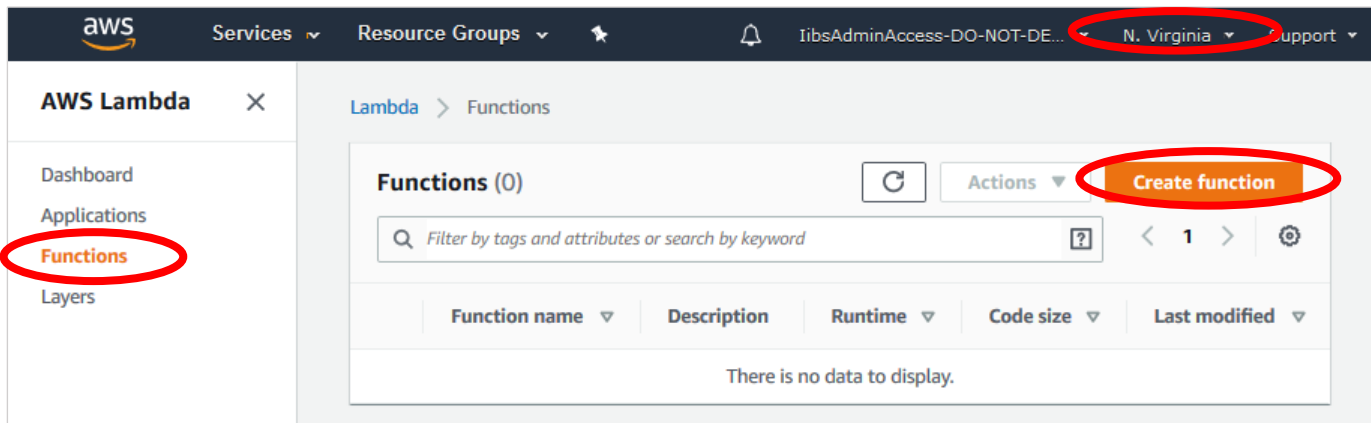 aws Services Resource Groups IibsAdminAccess-DO-NOT-DE... N. Virginia Support
AWS Lambda
Lambda > Functions
Dashboard
Applications
Functions
Layers
Functions (0) Actions Create function
Filter by tags and attributes or search by keyword ? < 1 >
Function name Description Runtime Code size Last modified
There is no data to display.